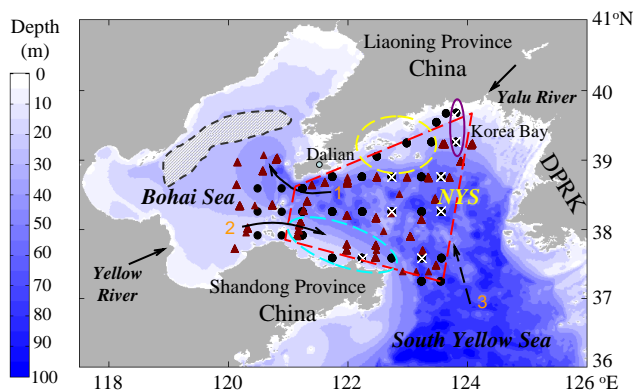 Depth
(m)
0
10
20
30
40
50
60
70
80
90
100
41°N
40
39
38
37
36
118
120
122
124
126 °E
Liaoning Province
China
Yalu River
Korea Bay
Dalian
DPRK
Bohai Sea
NYS
1
2
3
Yellow
River
Shandong Province
China
South Yellow Sea